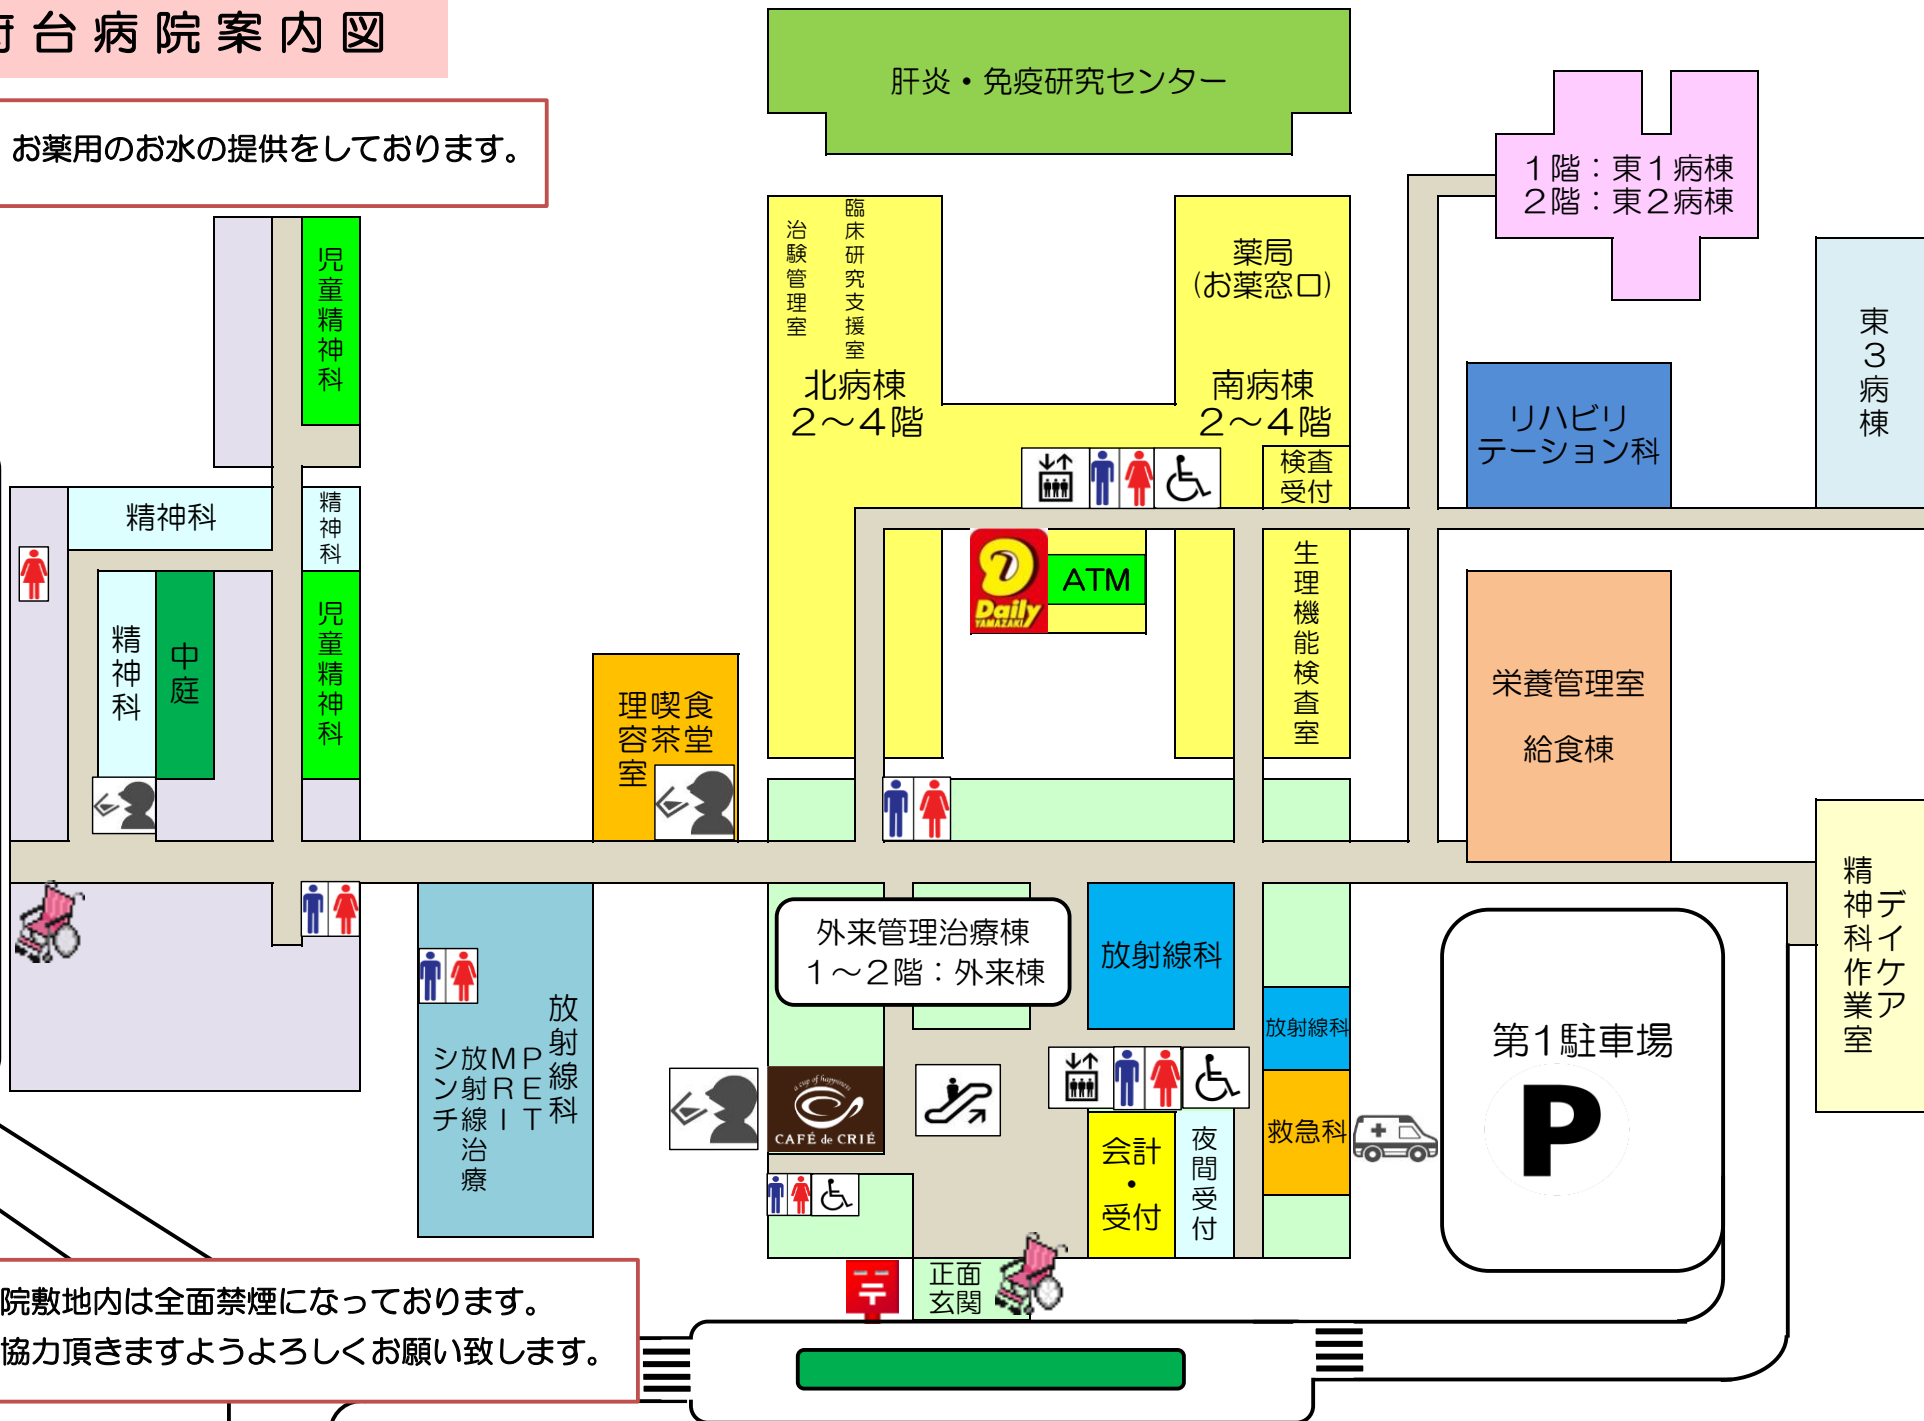 台病院案内図
お薬用のお水の提供をしております。
肝炎・免疫研究センター
1階：東1病棟
2階：東2病棟
東3病棟
児童精神科
治験管理室
臨床研究支援室
北病棟
2～4階
薬局
(お薬窓口)
南病棟
2～4階
検査
受付
リハビリ
テーション科
精神科
精神科
精神科
中庭
児童精神科
Daily
YAMAZAKI
ATM
生理機能検査室
食堂
喫茶
理容室
栄養管理室
給食棟
デイケア
精神科作業室
外来管理治療棟
1～2階：外来棟
放射線科
放射線科
放射線科
PET
MRI
放射線治療
シンチ
a cup of happiness
CAFÉ de CRIÉ
会計
・
受付
夜間受付
救急科
第1駐車場
P
〒
正面
玄関
院敷地内は全面禁煙になっております。
協力頂きますようよろしくお願い致します。